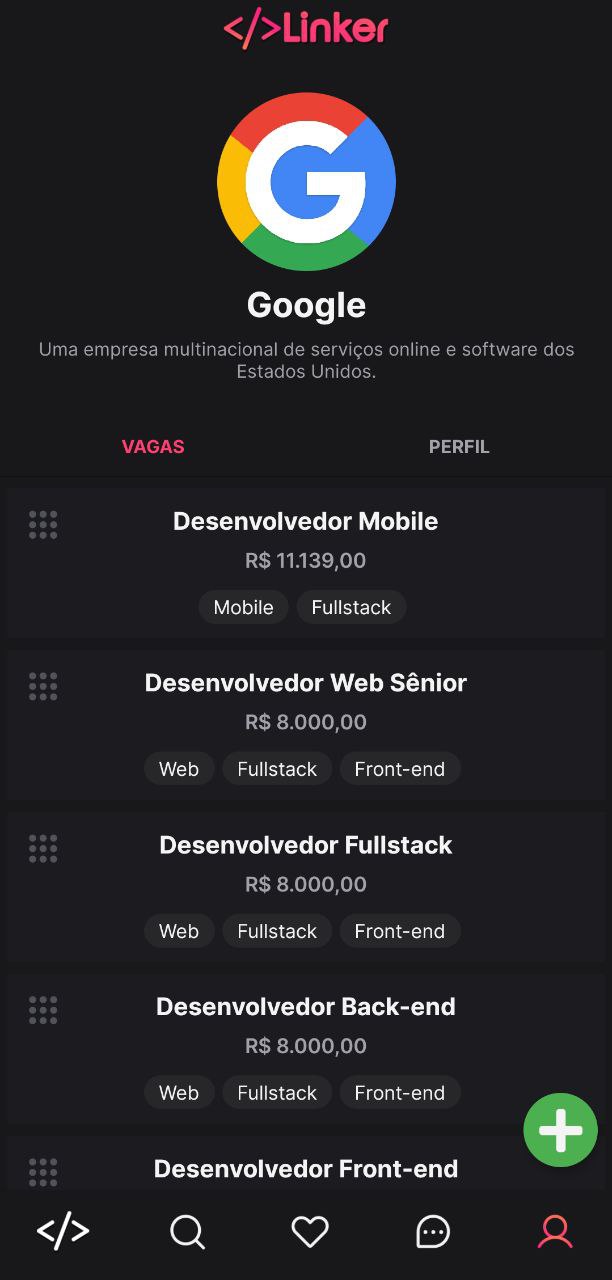 </>Linker
Google
Uma empresa multinacional de serviços online e software dos
Estados Unidos.
VAGAS PERFIL
Desenvolvedor Mobile
R$ 11.139,00
Mobile Fullstack
Desenvolvedor Web Sênior
R$ 8.000,00
Web Fullstack Front-end
Desenvolvedor Fullstack
R$ 8.000,00
Web Fullstack Front-end
Desenvolvedor Back-end
R$ 8.000,00
Web Fullstack Front-end
Desenvolvedor Front-end